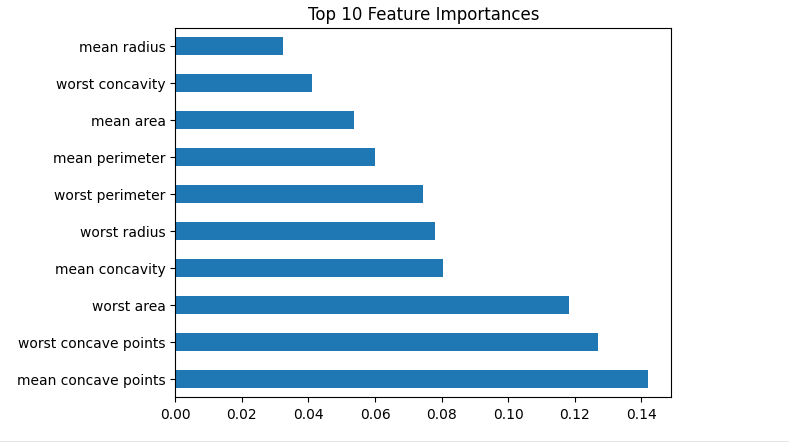 Top 10 Feature Importances
mean radius
worst concavity
mean area
mean perimeter
worst perimeter
worst radius
mean concavity
worst area
worst concave points
mean concave points
0.00 0.02 0.04 0.06 0.08 0.10 0.12 0.14